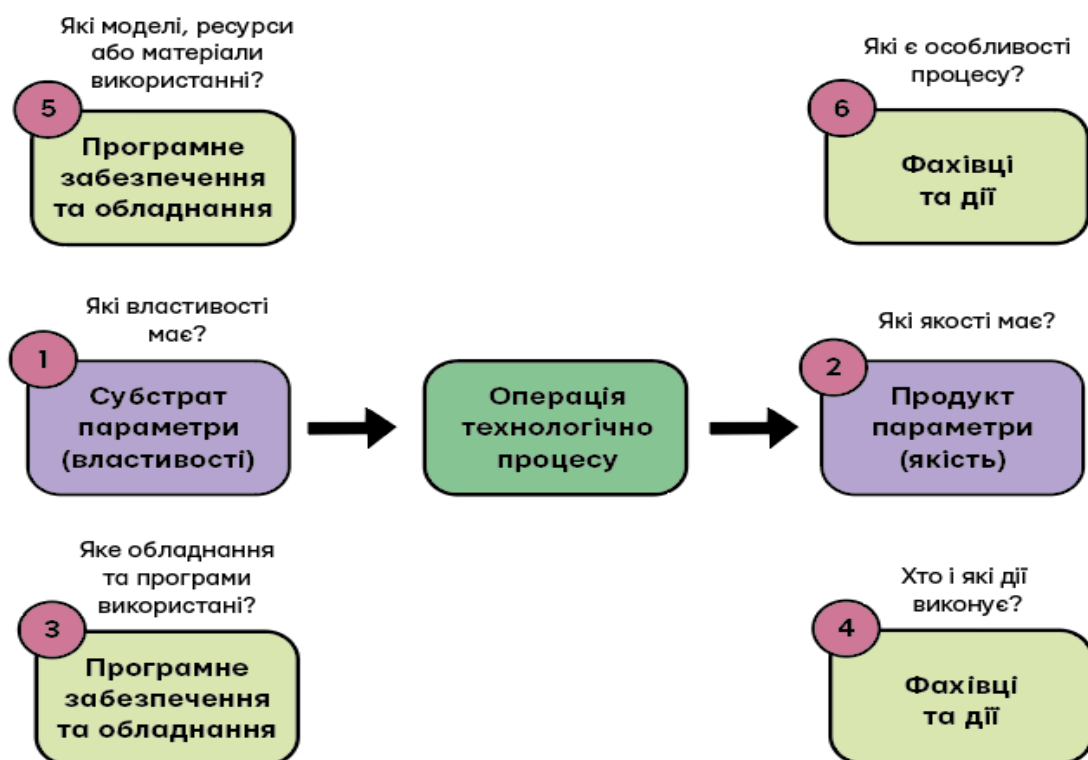 Які моделі, ресурси
або матеріали
використанні?
5
Програмне
забезпечення
та обладнання
Які є особливості
процесу?
6
Фахівці
та дії
Які властивості
має?
1
Субстрат
параметри
(властивості)
Операція
технологічно
процесу
Які якості має?
2
Продукт
параметри
(якість)
Яке обладнання
та програми
використані?
3
Програмне
забезпечення
та обладнання
Хто і які дії
виконує?
4
Фахівці
та дії